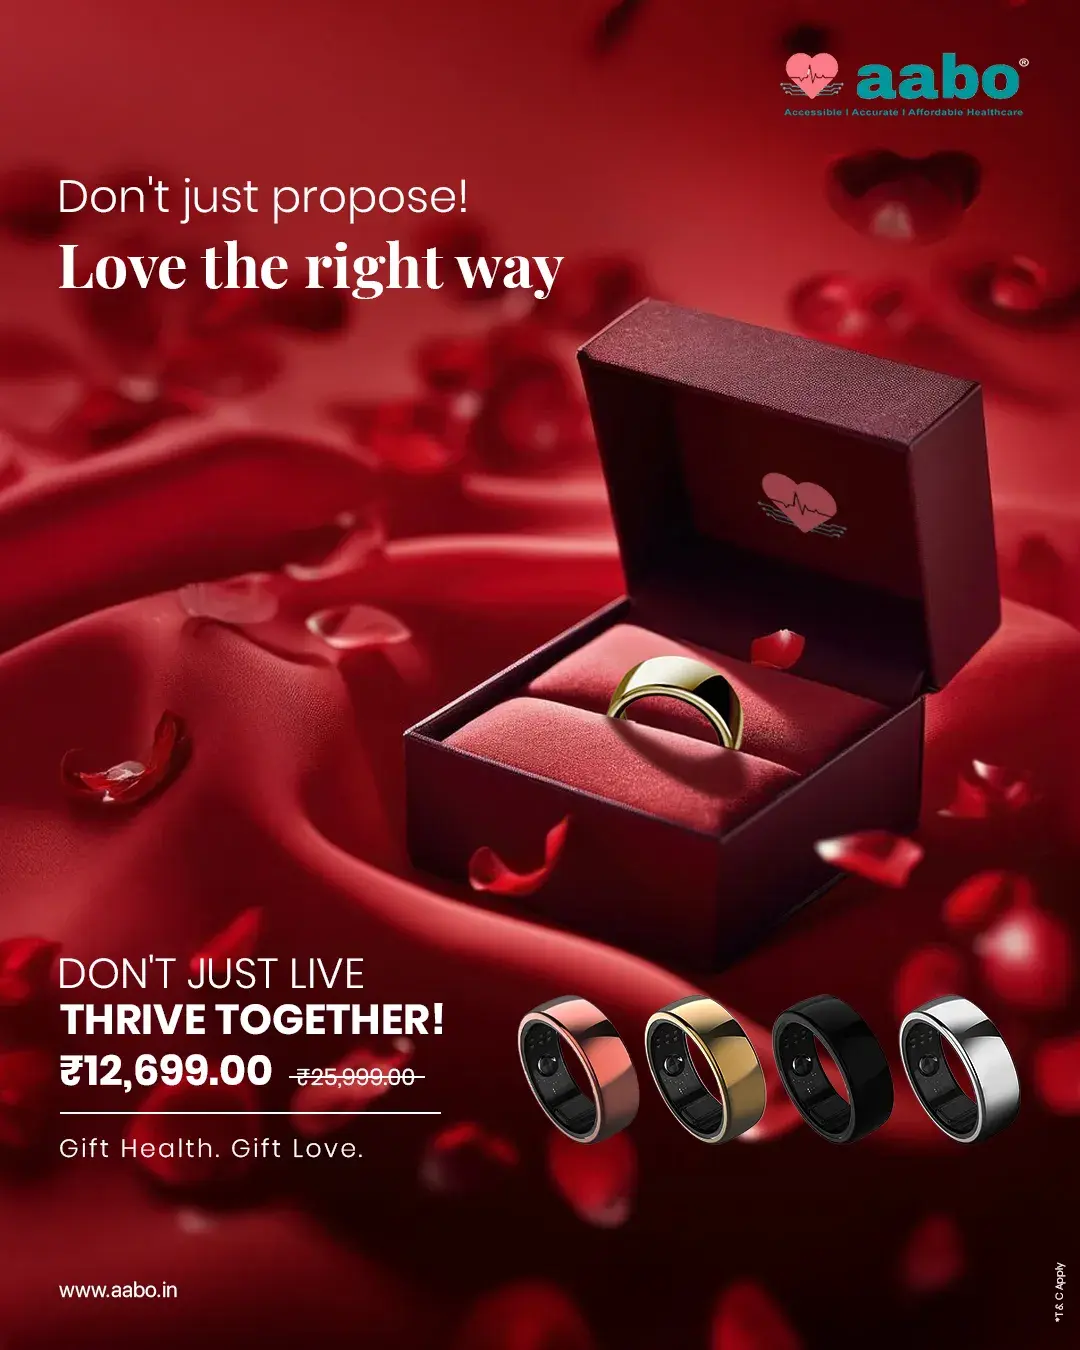 aabo®
Accessible | Accurate | Affordable Healthcare
Don't just propose!
Love the right way
DON'T JUST LIVE
THRIVE TOGETHER!
₹12,699.00 ₹25,999.00
Gift Health. Gift Love.
www.aabo.in
*T & C Apply